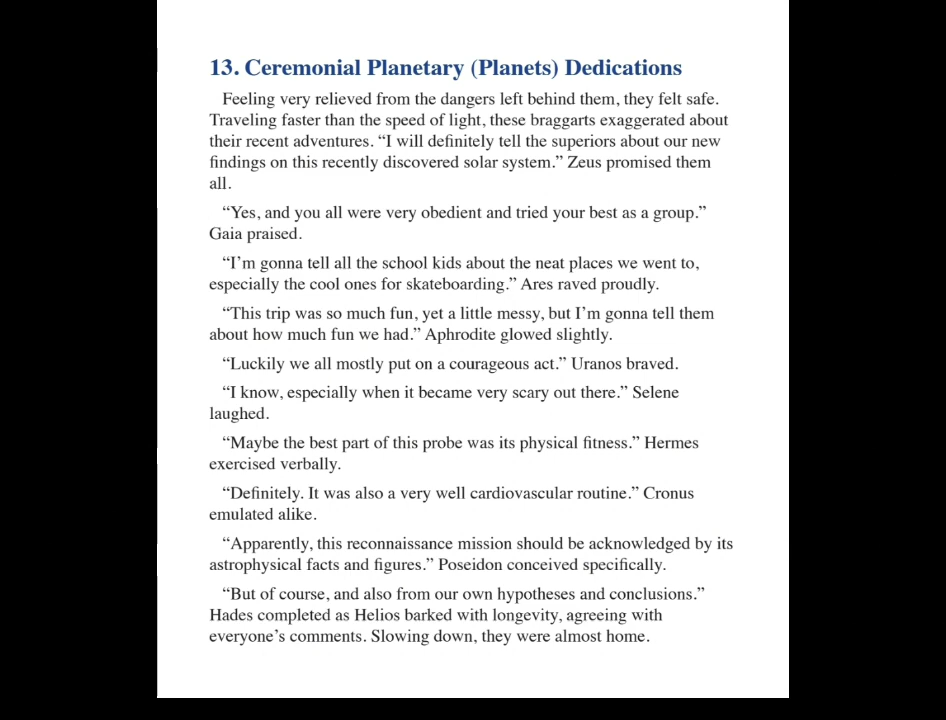 13. Ceremonial Planetary (Planets) Dedications
Feeling very relieved from the dangers left behind them, they felt safe.
Traveling faster than the speed of light, these braggarts exaggerated about
their recent adventures. “I will definitely tell the superiors about our new
findings on this recently discovered solar system.” Zeus promised them
all.
“Yes, and you all were very obedient and tried your best as a group.”
Gaia praised.
“I’m gonna tell all the school kids about the neat places we went to,
especially the cool ones for skateboarding.” Ares raved proudly.
“This trip was so much fun, yet a little messy, but I’m gonna tell them
about how much fun we had.” Aphrodite glowed slightly.
“Luckily we all mostly put on a courageous act.” Uranos braved.
“I know, especially when it became very scary out there.” Selene
laughed.
“Maybe the best part of this probe was its physical fitness.” Hermes
exercised verbally.
“Definitely. It was also a very well cardiovascular routine.” Cronus
emulated alike.
“Apparently, this reconnaissance mission should be acknowledged by its
astrophysical facts and figures.” Poseidon conceived specifically.
“But of course, and also from our own hypotheses and conclusions.”
Hades completed as Helios barked with longevity, agreeing with
everyone’s comments. Slowing down, they were almost home.